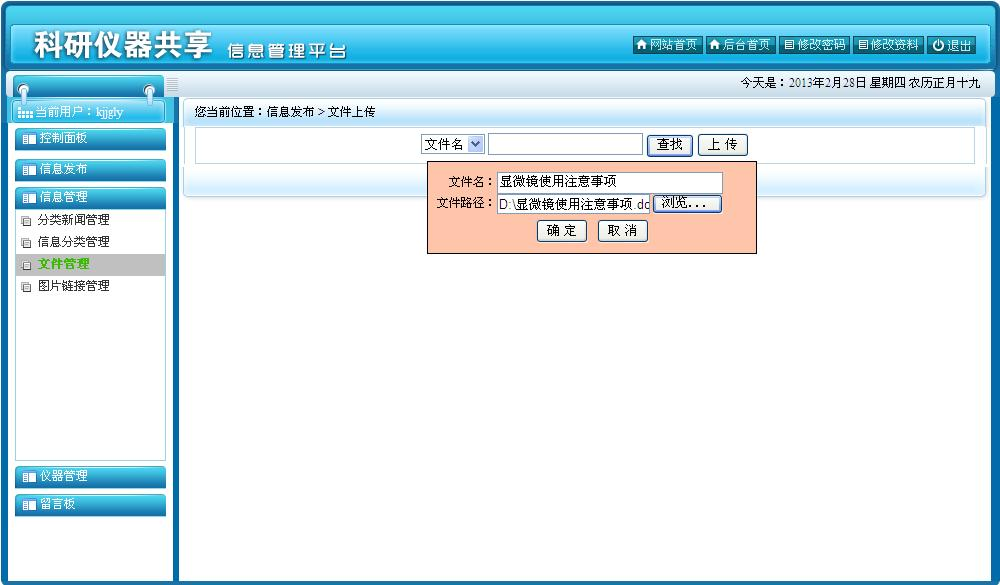 科研仪器共享 信息管理平台
网站首页 后台首页 修改密码 修改资料 退出
今天是：2013年2月28日 星期四 农历正月十九
当前用户：kjjgly
您当前位置：信息发布 > 文件上传
控制面板
文件名 查找 上 传
信息发布
文件名： 显微镜使用注意事项
信息管理
文件路径： D:\显微镜使用注意事项.dc 浏览...
分类新闻管理
确 定 取 消
信息分类管理
文件管理
图片链接管理
仪器管理
留言板